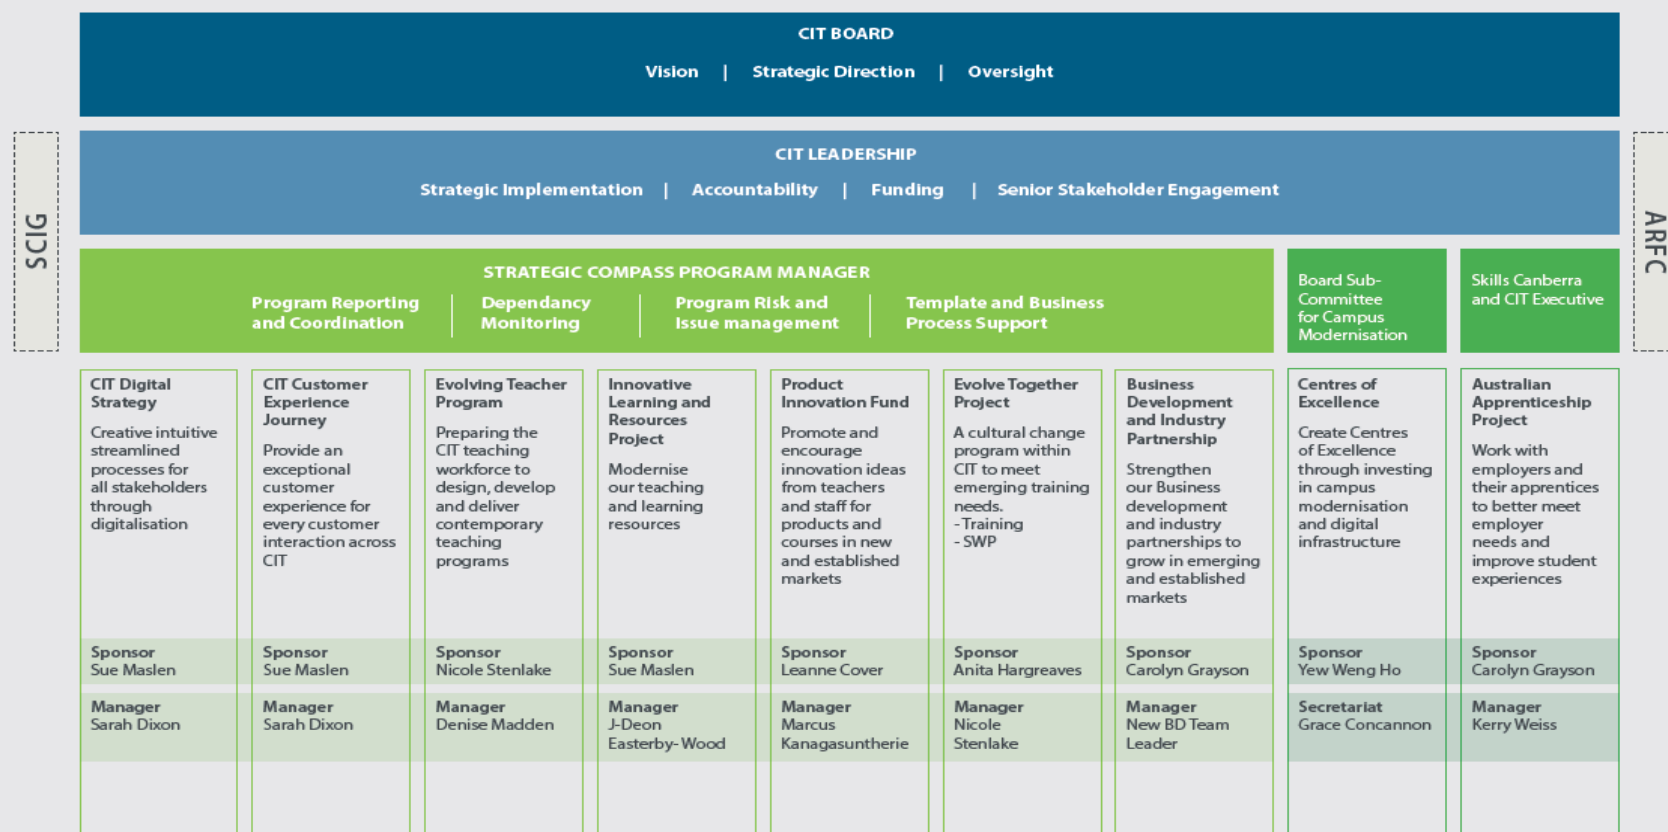 CIT BOARD
Vision | Strategic Direction | Oversight
SCIG
CIT LEADERSHIP
Strategic Implementation | Accountability | Funding | Senior Stakeholder Engagement
ARFC
STRATEGIC COMPASS PROGRAM MANAGER
Program Reporting
and Coordination
Dependancy
Monitoring
Program Risk and
Issue management
Template and Business
Process Support
Board Sub-
Committee
for Campus
Modernisation
Skills Canberra
and CIT Executive
CIT Digital
Strategy
Creative intuitive
streamlined
processes for
all stakeholders
through
digitalisation
Sponsor
Sue Maslen
Manager
Sarah Dixon
CIT Customer
Experience
Journey
Provide an
exceptional
customer
experience for
every customer
interaction across
CIT
Sponsor
Sue Maslen
Manager
Sarah Dixon
Evolving Teacher
Program
Preparing the
CIT teaching
workforce to
design, develop
and deliver
contemporary
teaching
programs
Sponsor
Nicole Stenlake
Manager
Denise Madden
Innovative
Learning and
Resources
Project
Modernise
our teaching
and learning
resources
Sponsor
Sue Maslen
Manager
J-Deon
Easterby-Wood
Product
Innovation Fund
Promote and
encourage
innovation ideas
from teachers
and staff for
products and
courses in new
and established
markets
Sponsor
Leanne Cover
Manager
Marcus
Kanagasuntherie
Evolve Together
Project
A cultural change
program within
CIT to meet
emerging training
needs.
- Training
- SWP
Sponsor
Anita Hargreaves
Manager
Nicole
Stenlake
Business
Development
and Industry
Partnership
Strengthen
our Business
development
and industry
partnerships to
grow in emerging
and established
markets
Sponsor
Carolyn Grayson
Manager
New BD Team
Leader
Centres of
Excellence
Create Centres
of Excellence
through investing
in campus
modernisation
and digital
infrastructure
Sponsor
Yew Weng Ho
Secretariat
Grace Concannon
Australian
Apprenticeship
Project
Work with
employers and
their apprentices
to better meet
employer
needs and
improve student
experiences
Sponsor
Carolyn Grayson
Manager
Kerry Weiss